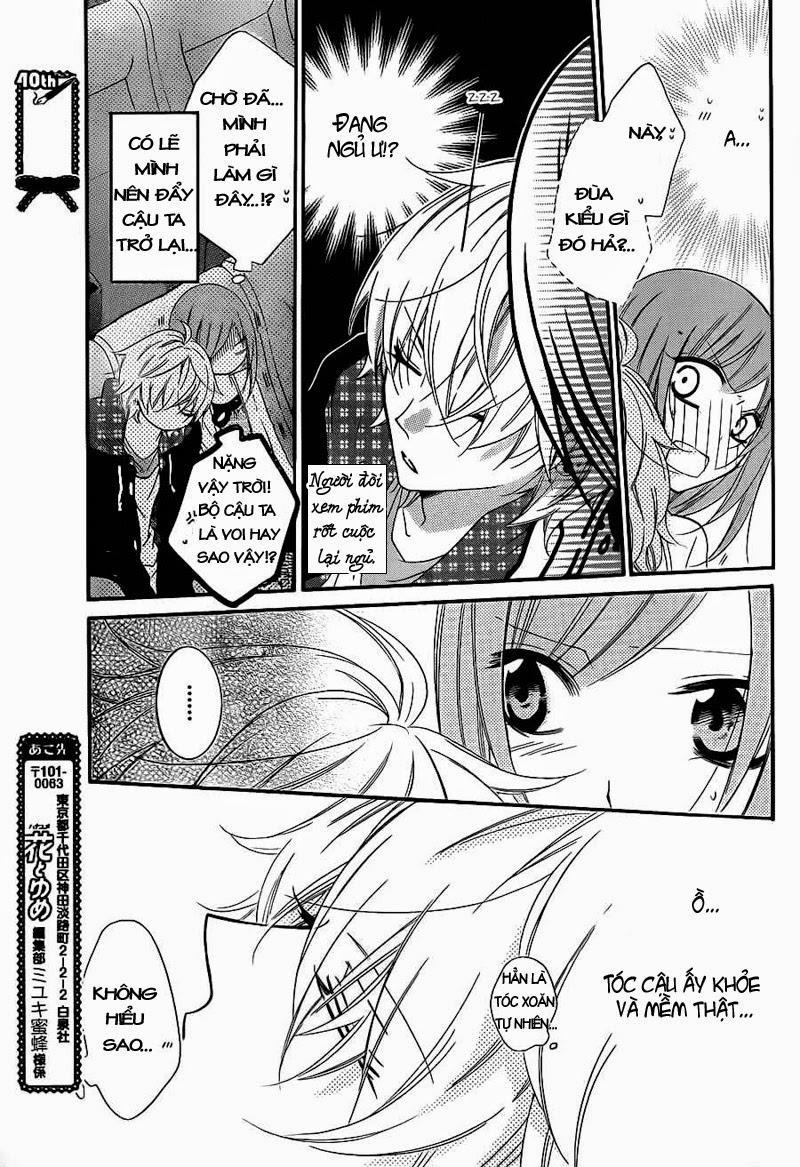 A...
NÀY
ĐÙA
KIỂU GÌ
ĐÓ HẢ?...
ZZZ
ĐANG
NGỦ Ư!?
Người đòi
xem phim
rốt cuộc
lại ngủ.
CHỜ ĐÃ...
MÌNH
PHẢI
LÀM GÌ
ĐÂY...!?
CÓ LẼ
MÌNH
NÊN ĐẨY
CẬU TA
TRỞ LẠI...
NẶNG
VẬY TRỜI!
BỘ CẬU TA
LÀ VOI HAY
SAO VẬY!?
......
Ồ...
TÓC CẬU ẤY KHỎE
VÀ MỀM THẬT...
HẲN LÀ
TÓC XOĂN
TỰ NHIÊN...
KHÔNG
HIỂU
SAO...
40th
あて先
〒101-
0063
東京都千代田区神田淡路町2-2-2 白泉社
花とゆめ 編集部 ミユキ蜜蜂 様係